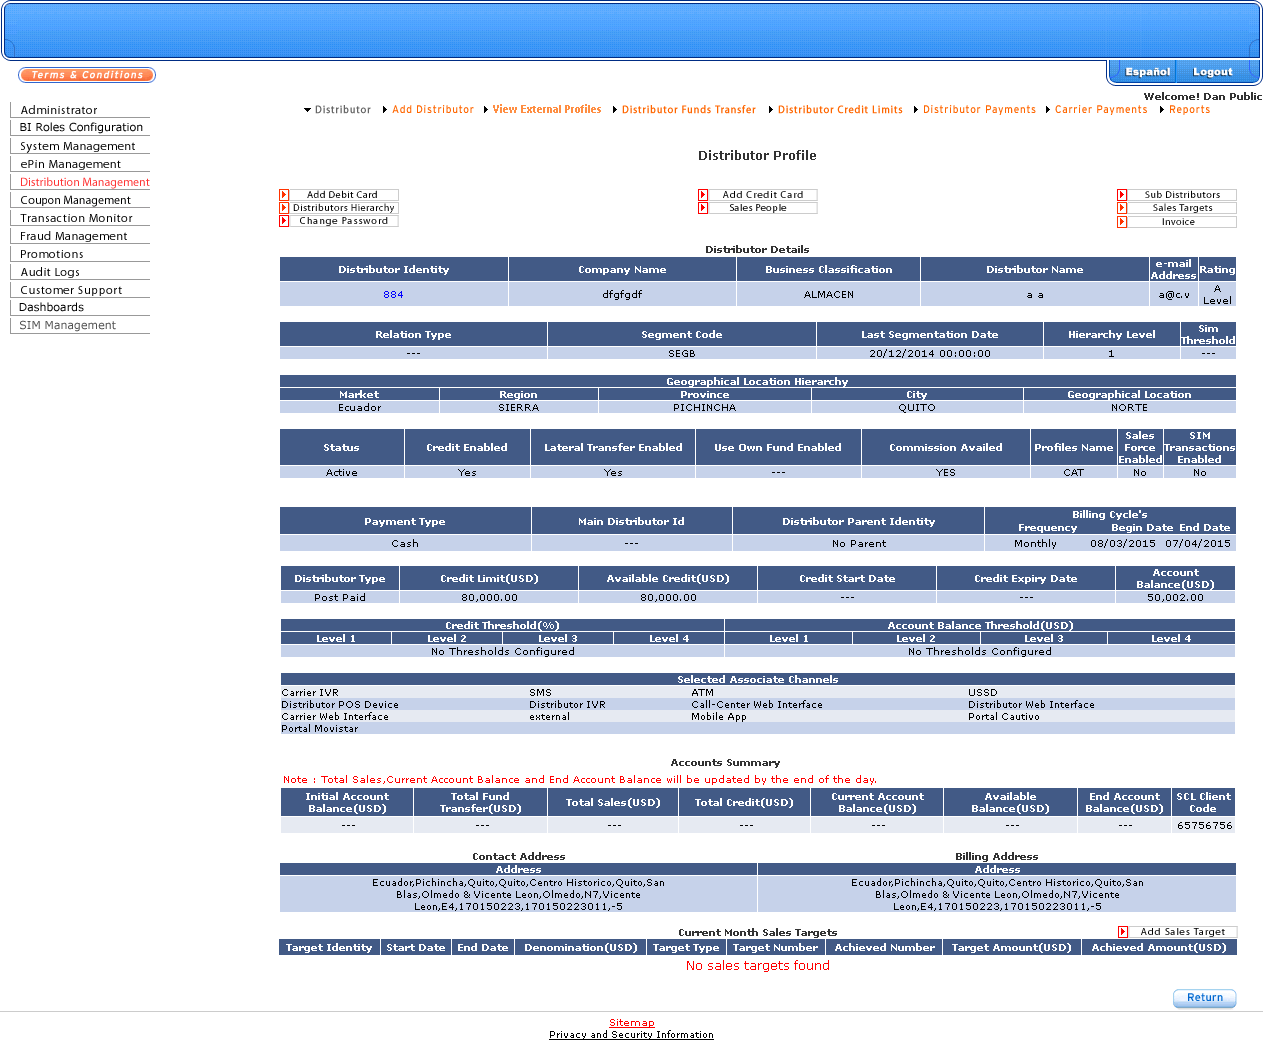 Terms & Conditions
Español Logout
Welcome! Dan Public
Distributor Add Distributor View External Profiles Distributor Funds Transfer Distributor Credit Limits Distributor Payments Carrier Payments Reports
Administrator
BI Roles Configuration
System Management
ePin Management
Distribution Management
Coupon Management
Transaction Monitor
Fraud Management
Promotions
Audit Logs
Customer Support
Dashboards
SIM Management
Distributor Profile
Add Debit Card Add Credit Card Sub Distributors
Distributors Hierarchy Sales People Sales Targets
Change Password Invoice
Distributor Details
Distributor Identity Company Name Business Classification Distributor Name e-mail Address Rating
884 dfgfgdf ALMACEN a a a@c.v A Level
Relation Type Segment Code Last Segmentation Date Hierarchy Level Sim Threshold
--- SEGB 20/12/2014 00:00:00 1 ---
Geographical Location Hierarchy
Market Region Province City Geographical Location
Ecuador SIERRA PICHINCHA QUITO NORTE
Status Credit Enabled Lateral Transfer Enabled Use Own Fund Enabled Commission Availed Profiles Name Sales Force Enabled SIM Transactions Enabled
Active Yes Yes --- YES CAT No No
Payment Type Main Distributor Id Distributor Parent Identity Billing Cycle's
Frequency Begin Date End Date
Cash --- No Parent Monthly 08/03/2015 07/04/2015
Distributor Type Credit Limit(USD) Available Credit(USD) Credit Start Date Credit Expiry Date Account Balance(USD)
Post Paid 80,000.00 80,000.00 --- --- 50,002.00
Credit Threshold(%) Account Balance Threshold(USD)
Level 1 Level 2 Level 3 Level 4 Level 1 Level 2 Level 3 Level 4
No Thresholds Configured No Thresholds Configured
Selected Associate Channels
Carrier IVR SMS ATM USSD
Distributor POS Device Distributor IVR Call-Center Web Interface Distributor Web Interface
Carrier Web Interface external Mobile App Portal Cautivo
Portal Movistar
Accounts Summary
Note : Total Sales,Current Account Balance and End Account Balance will be updated by the end of the day.
Initial Account Balance(USD) Total Fund Transfer(USD) Total Sales(USD) Total Credit(USD) Current Account Balance(USD) Available Balance(USD) End Account Balance(USD) SCL Client Code
--- --- --- --- --- --- --- 65756756
Contact Address Billing Address
Address Address
Ecuador,Pichincha,Quito,Quito,Centro Historico,Quito,San Ecuador,Pichincha,Quito,Quito,Centro Historico,Quito,San
Blas,Olmedo & Vicente Leon,Olmedo,N7,Vicente Blas,Olmedo & Vicente Leon,Olmedo,N7,Vicente
Leon,E4,170150223,170150223011,-5 Leon,E4,170150223,170150223011,-5
Current Month Sales Targets Add Sales Target
Target Identity Start Date End Date Denomination(USD) Target Type Target Number Achieved Number Target Amount(USD) Achieved Amount(USD)
No sales targets found
Return
Sitemap
Privacy and Security Information